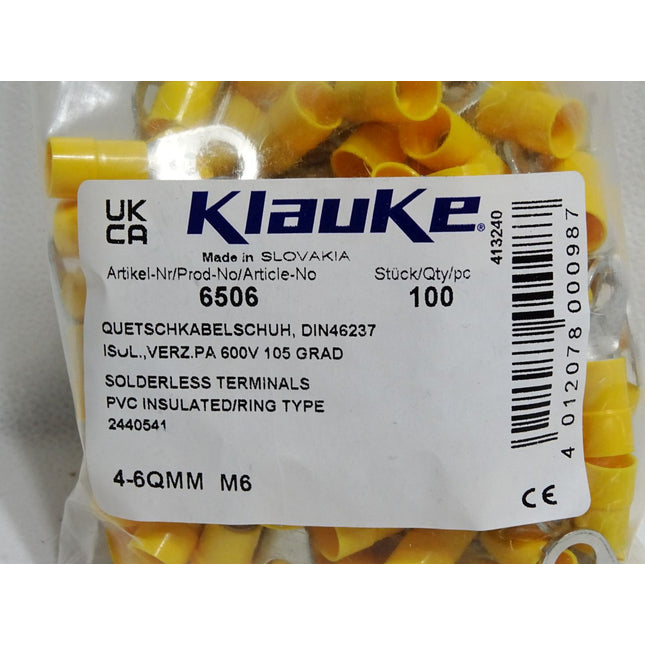 UK
CA
Klauke®
413240
Made in SLOVAKIA
Artikel-Nr/Prod-No/Article-No Stück/Qty/pc
6506 100
QUETSCHKABELSCHUH, DIN46237
ISOL.,VERZ.PA 600V 105 GRAD
SOLDERLESS TERMINALS
PVC INSULATED/RING TYPE
2440541
4-6QMM M6
4 012078 000987
CE